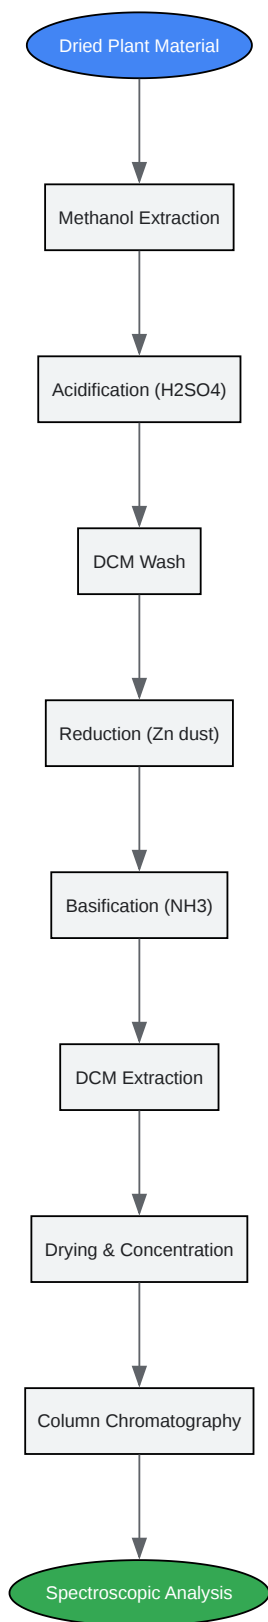 Dried Plant Material
Methanol Extraction
Acidification (H2SO4)
DCM Wash
Reduction (Zn dust)
Basification (NH3)
DCM Extraction
Drying & Concentration
Column Chromatography
Spectroscopic Analysis